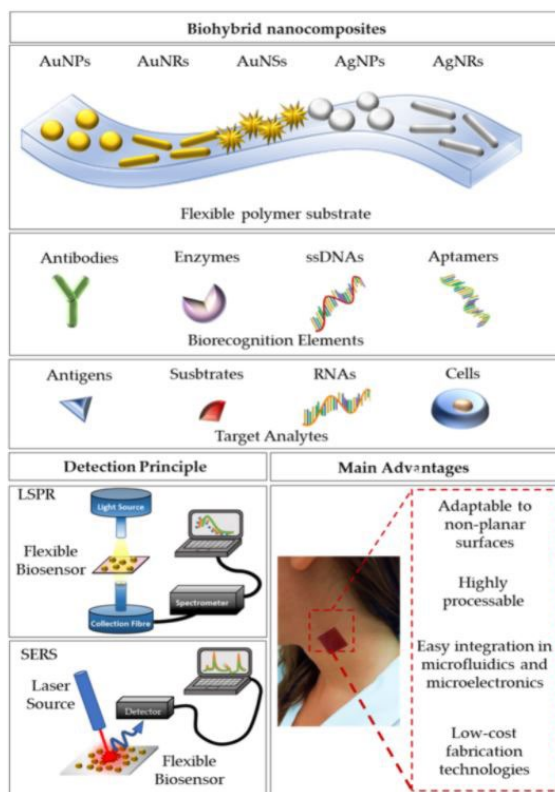 Biohybrid nanocomposites
AuNPs AuNRs AuNSs AgNPs AgNRs
Flexible polymer substrate
Antibodies Enzymes ssDNAs Aptamers
Biorecognition Elements
Antigens Susbtrates RNAs Cells
Target Analytes
Detection Principle
LSPR
Light Source
Flexible
Biosensor
Spectrometer
Collection Fibre
SERS
Laser
Source
Detector
Flexible
Biosensor
Main Advantages
Adaptable to
non-planar
surfaces
Highly
processable
Easy integration in
microfluidics and
microelectronics
Low-cost
fabrication
technologies